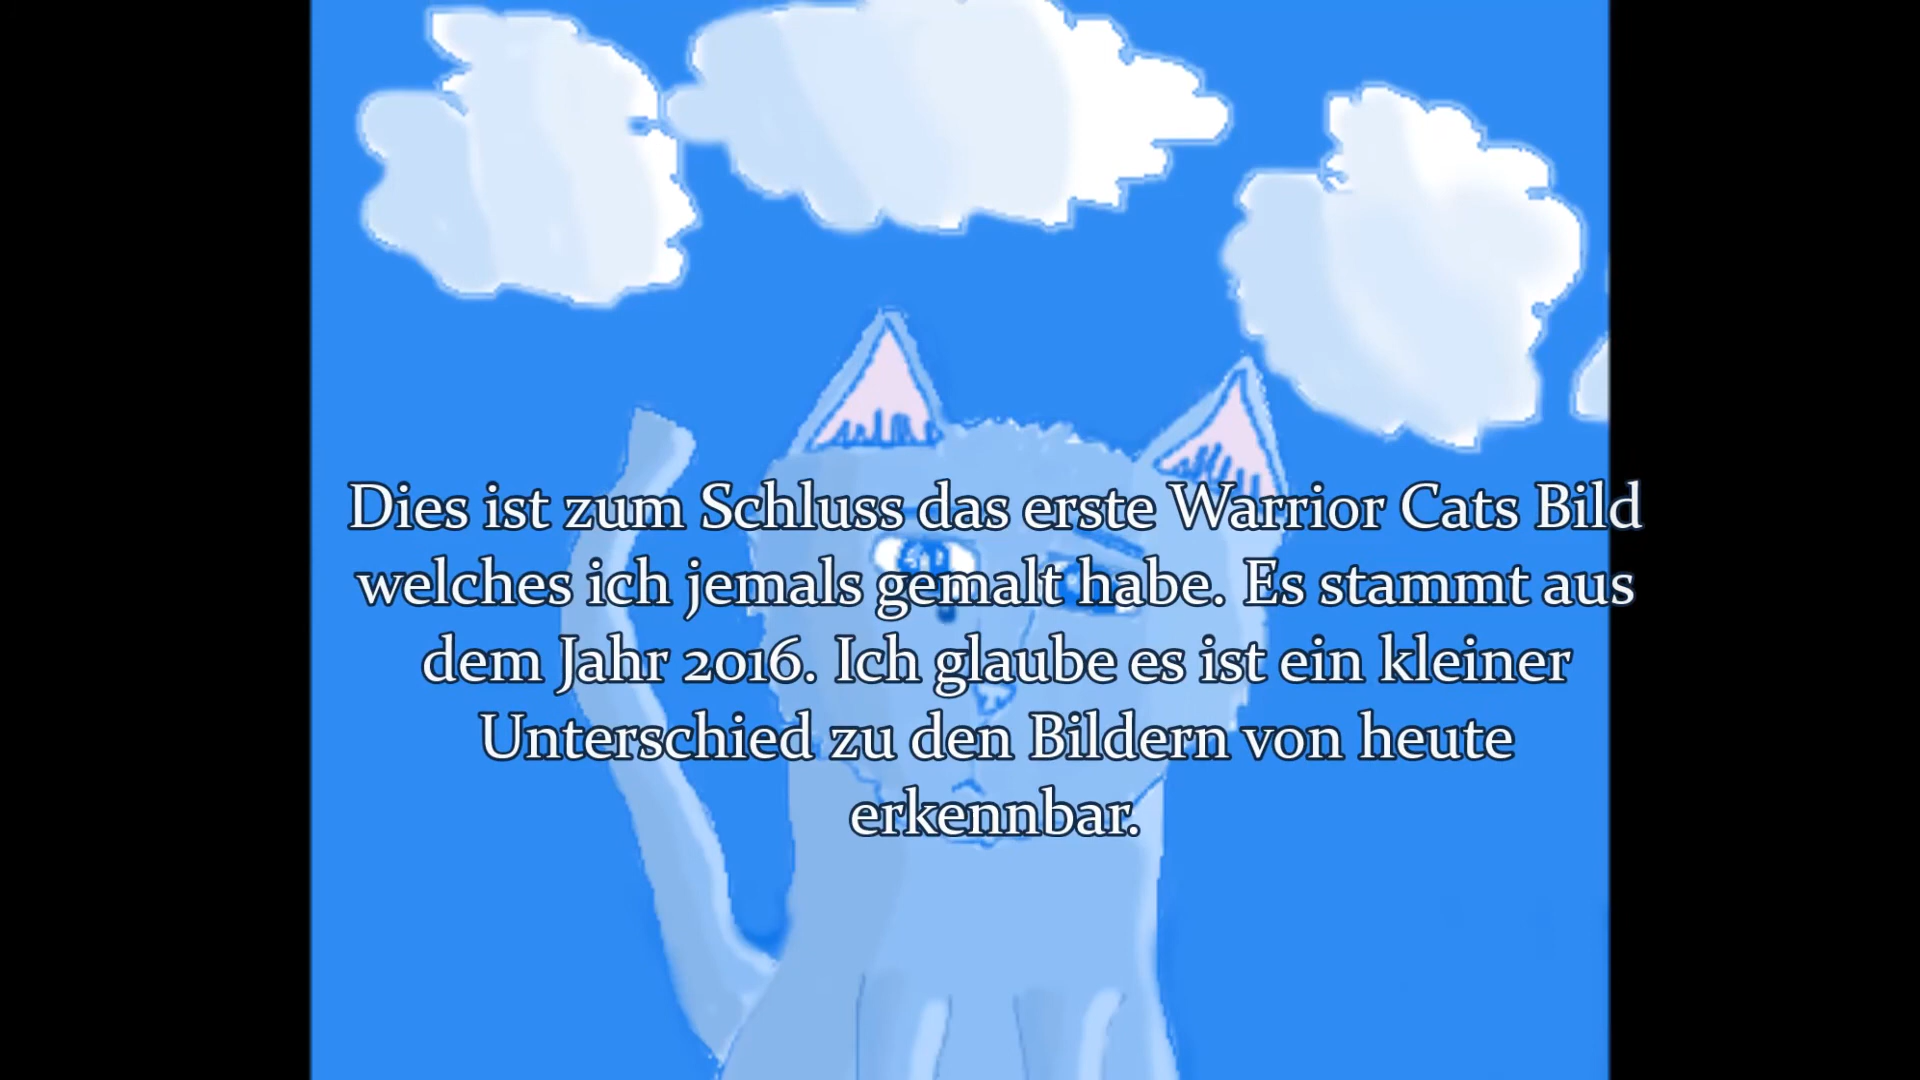 Dies ist zum Schluss das erste Warrior Cats Bild
welches ich jemals gemalt habe. Es stammt aus
dem Jahr 2016. Ich glaube es ist ein kleiner
Unterschied zu den Bildern von heute
erkennbar.